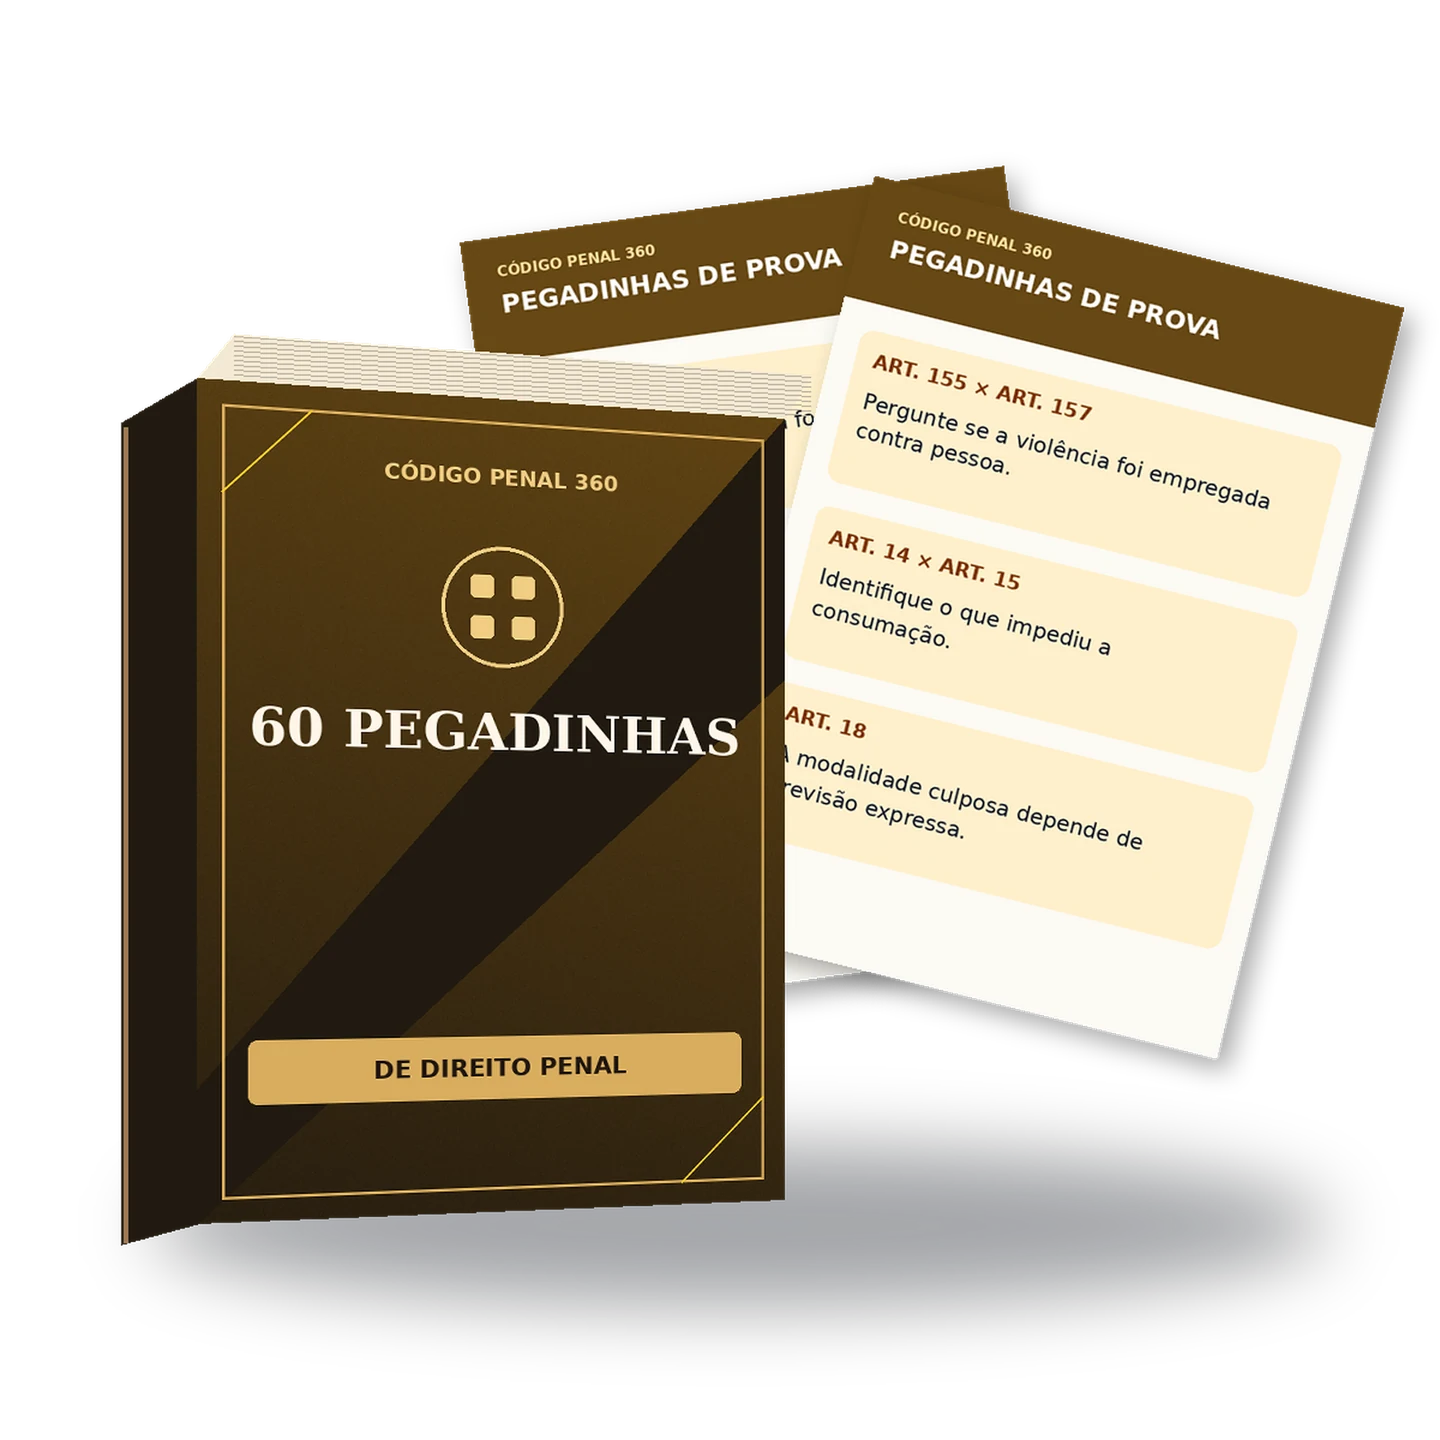 CÓDIGO PENAL 360
PEGADINHAS DE PROVA
fo
CÓDIGO PENAL 360
PEGADINHAS DE PROVA
ART. 155 × ART. 157
Pergunte se a violência foi empregada
contra pessoa.
ART. 14 × ART. 15
Identifique o que impediu a
consumação.
ART. 18
A modalidade culposa depende de
revisão expressa.
CÓDIGO PENAL 360
60 PEGADINHAS
DE DIREITO PENAL